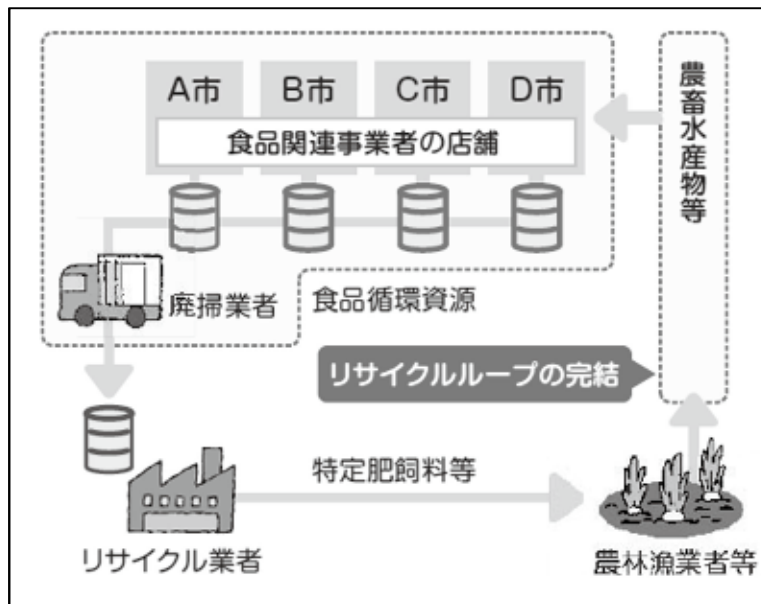 A市
B市
C市
D市
食品関連事業者の店舗
農畜水産物等
廃掃業者
食品循環資源
リサイクルループの完結
特定肥飼料等
リサイクル業者
農林漁業者等